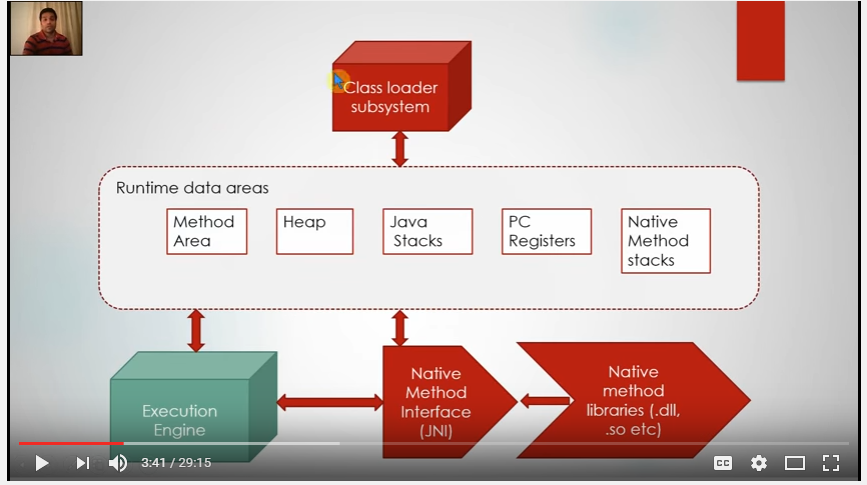 Class loader
subsystem
Runtime data areas
Method
Area
Heap
Java
Stacks
PC
Registers
Native
Method
stacks
Execution
Engine
Native
Method
Interface
(JNI)
Native
method
libraries (.dll,
.so etc)
3:41 / 29:15
CC